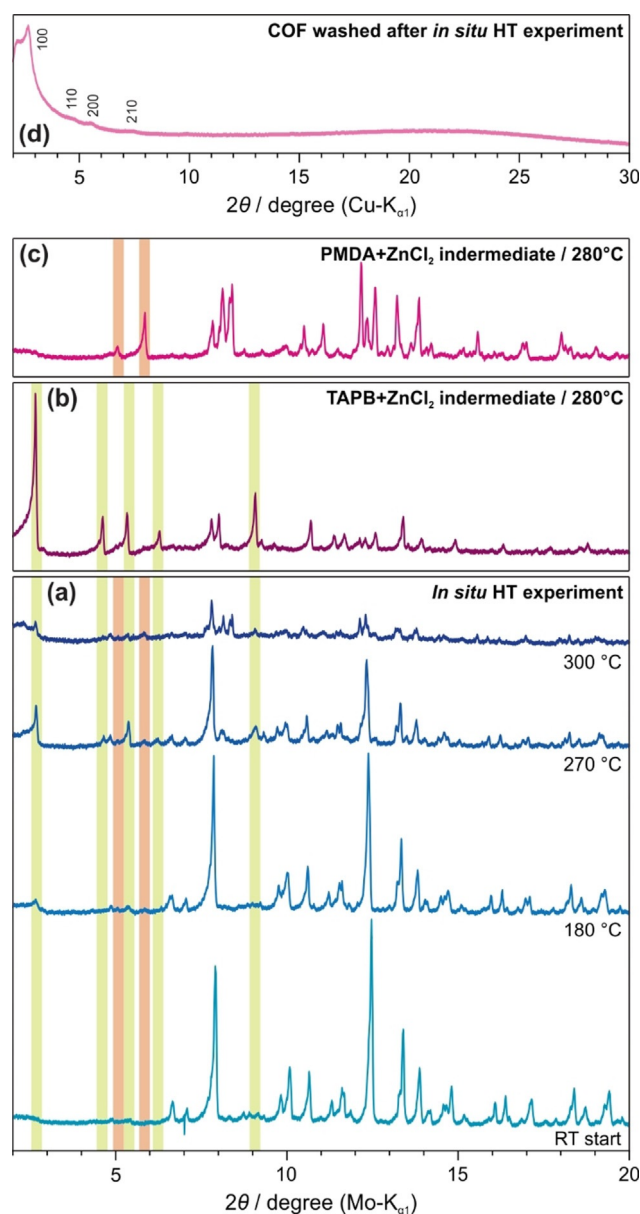 COF washed after in situ HT experiment
100
110
200
210
(d)
5 10 15 20 25 30
2θ / degree (Cu-Kα1)
(c)
PMDA+ZnCl₂ indermediate / 280°C
(b)
TAPB+ZnCl₂ indermediate / 280°C
(a)
In situ HT experiment
300 °C
270 °C
180 °C
RT start
5 10 15 20
2θ / degree (Mo-Kα1)